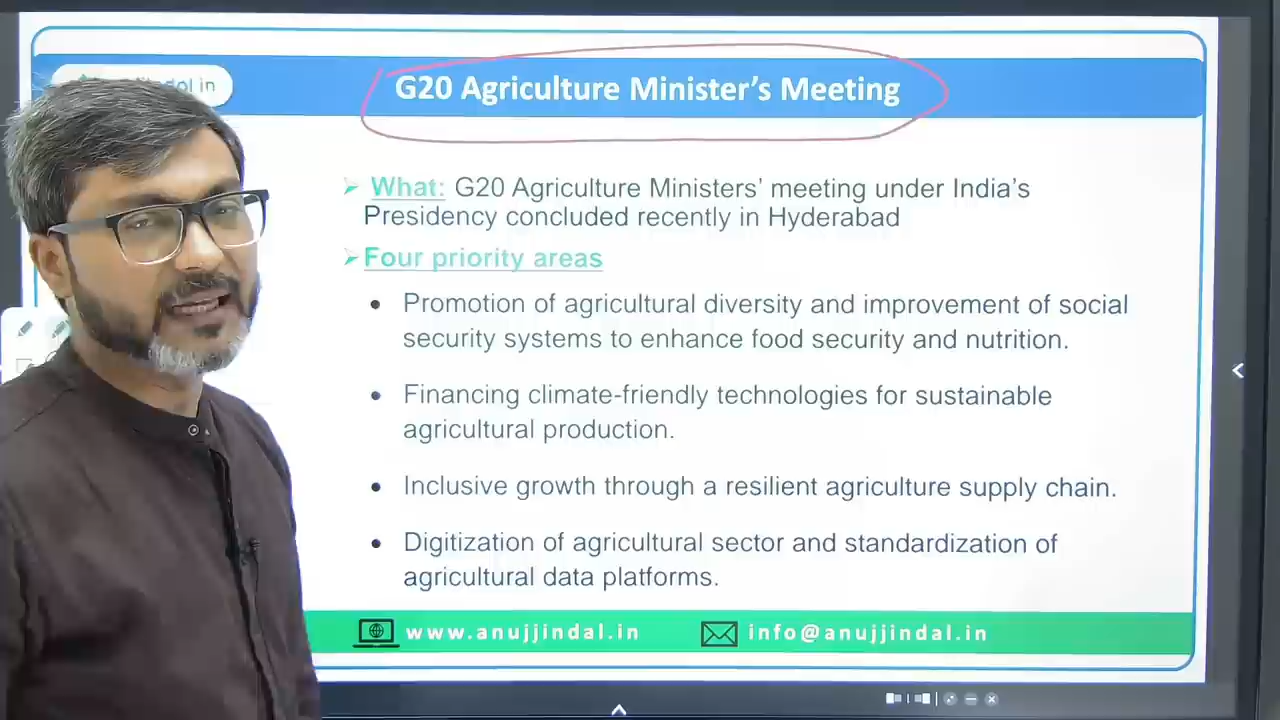 G20 Agriculture Minister's Meeting
What: G20 Agriculture Ministers' meeting under India's
Presidency concluded recently in Hyderabad
Four priority areas
Promotion of agricultural diversity and improvement of social
security systems to enhance food security and nutrition.
Financing climate-friendly technologies for sustainable
agricultural production.
Inclusive growth through a resilient agriculture supply chain.
Digitization of agricultural sector and standardization of
agricultural data platforms.
www.anujjindal.in
info@anujjindal.in